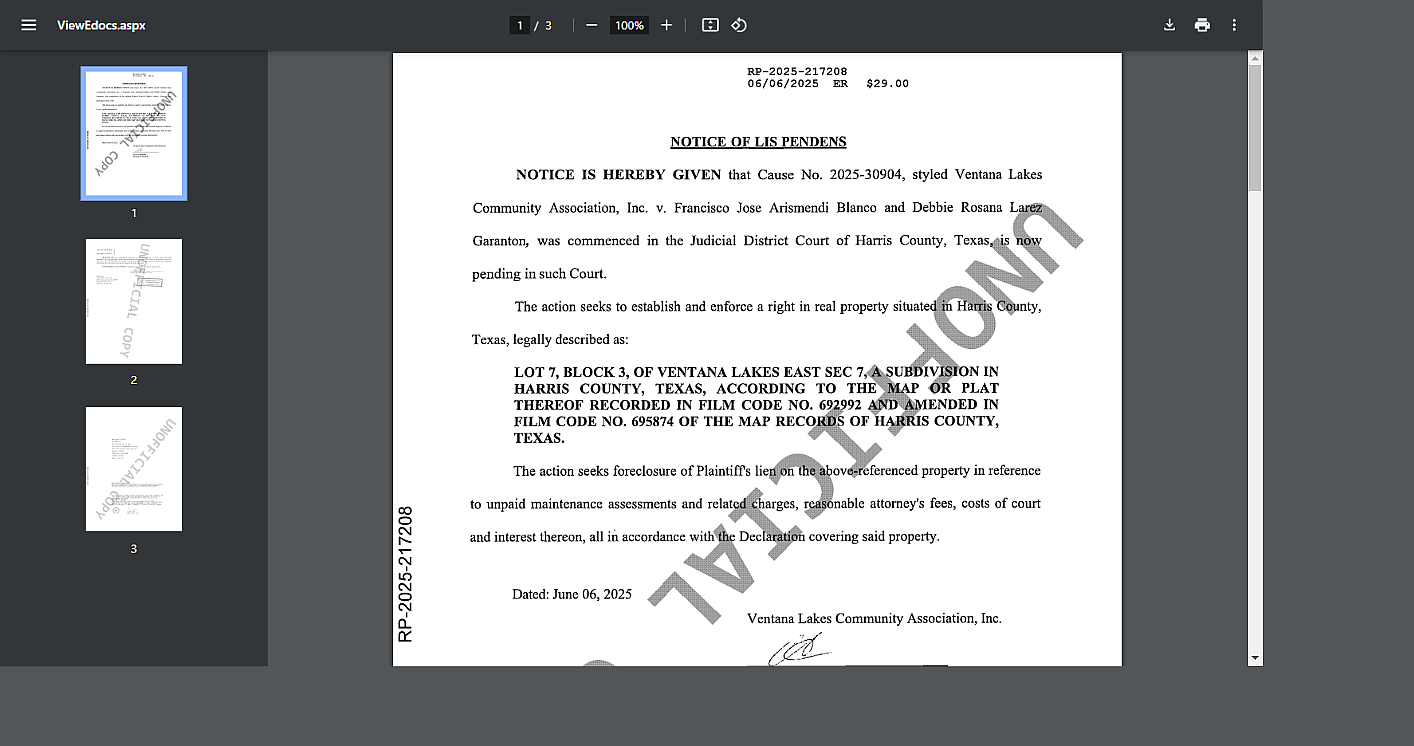 ViewEdocs.aspx
1 / 3
100%
1
2
3
RP-2025-217208
06/06/2025 ER $29.00
NOTICE OF LIS PENDENS
NOTICE IS HEREBY GIVEN that Cause No. 2025-30904, styled Ventana Lakes
Community Association, Inc. v. Francisco Jose Arismendi Blanco and Debbie Rosana Larez
Garanton, was commenced in the Judicial District Court of Harris County, Texas, is now
pending in such Court.
The action seeks to establish and enforce a right in real property situated in Harris County,
Texas, legally described as:
LOT 7, BLOCK 3, OF VENTANA LAKES EAST SEC 7, A SUBDIVISION IN
HARRIS COUNTY, TEXAS, ACCORDING TO THE MAP OR PLAT
THEREOF RECORDED IN FILM CODE NO. 692992 AND AMENDED IN
FILM CODE NO. 695874 OF THE MAP RECORDS OF HARRIS COUNTY,
TEXAS.
The action seeks foreclosure of Plaintiff's lien on the above-referenced property in reference
to unpaid maintenance assessments and related charges, reasonable attorney's fees, costs of court
and interest thereon, all in accordance with the Declaration covering said property.
Dated: June 06, 2025
Ventana Lakes Community Association, Inc.
RP-2025-217208
UNOFFICIAL
UNOFFICIAL COPY
UNOFFICIAL COPY
UNOFFICIAL COPY